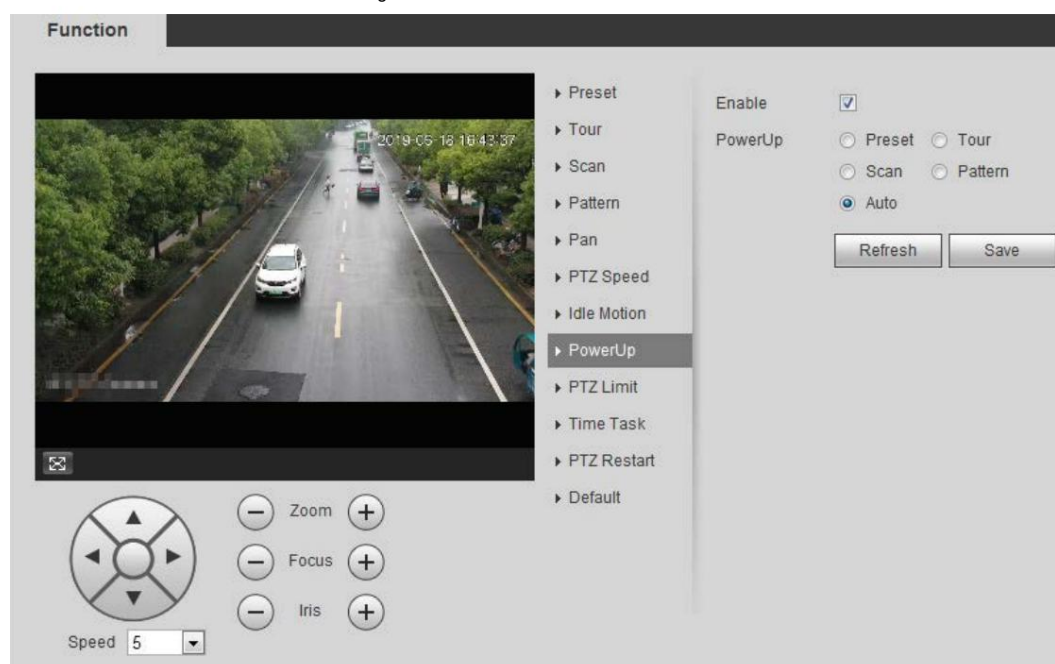 Function
2019-05-18 16:43:37
Preset
Tour
Scan
Pattern
Pan
PTZ Speed
Idle Motion
PowerUp
PTZ Limit
Time Task
PTZ Restart
Default
Enable
PowerUp
Preset Tour
Scan Pattern
Auto
Refresh Save
Zoom
Focus
Iris
Speed 5